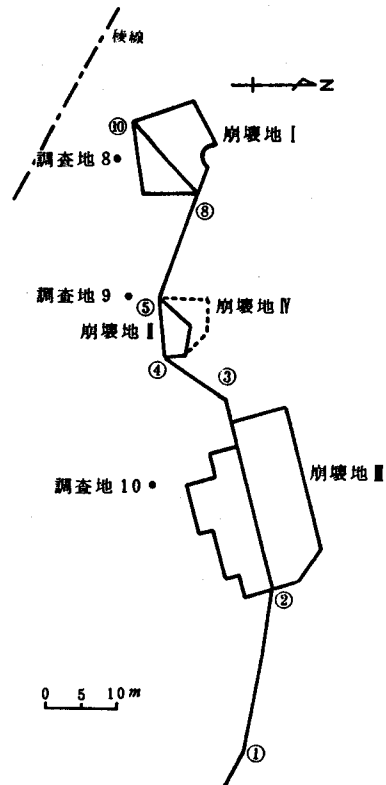 稜線
N
⑩
崩壊地 I
調査地 8
⑧
調査地 9
⑤
崩壊地 IV
崩壊地 II
④
③
崩壊地 III
調査地 10
②
0 5 10 m
①